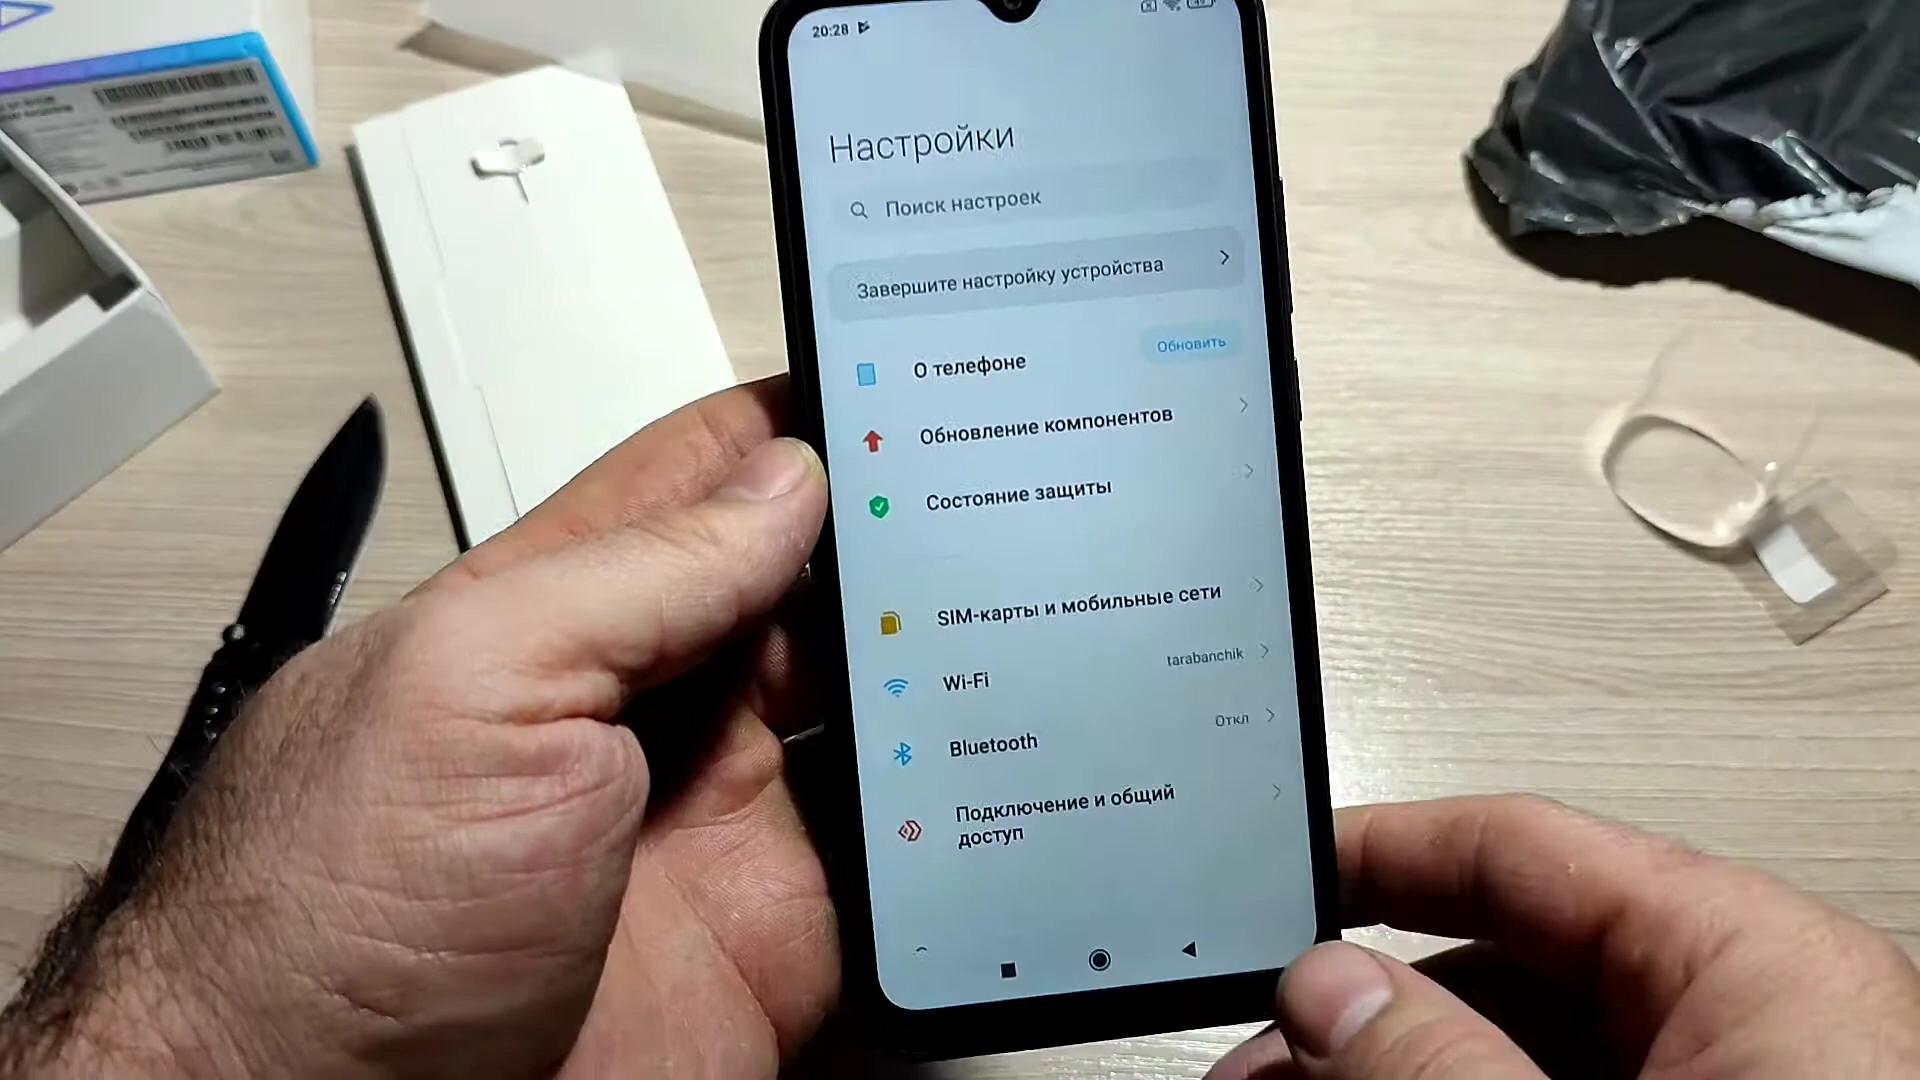 20:28
Настройки
Поиск настроек
Завершите настройку устройства
О телефоне
Обновить
Обновление компонентов
Состояние защиты
SIM-карты и мобильные сети
Wi-Fi
tarabanchik
Bluetooth
Откл
Подключение и общий
доступ